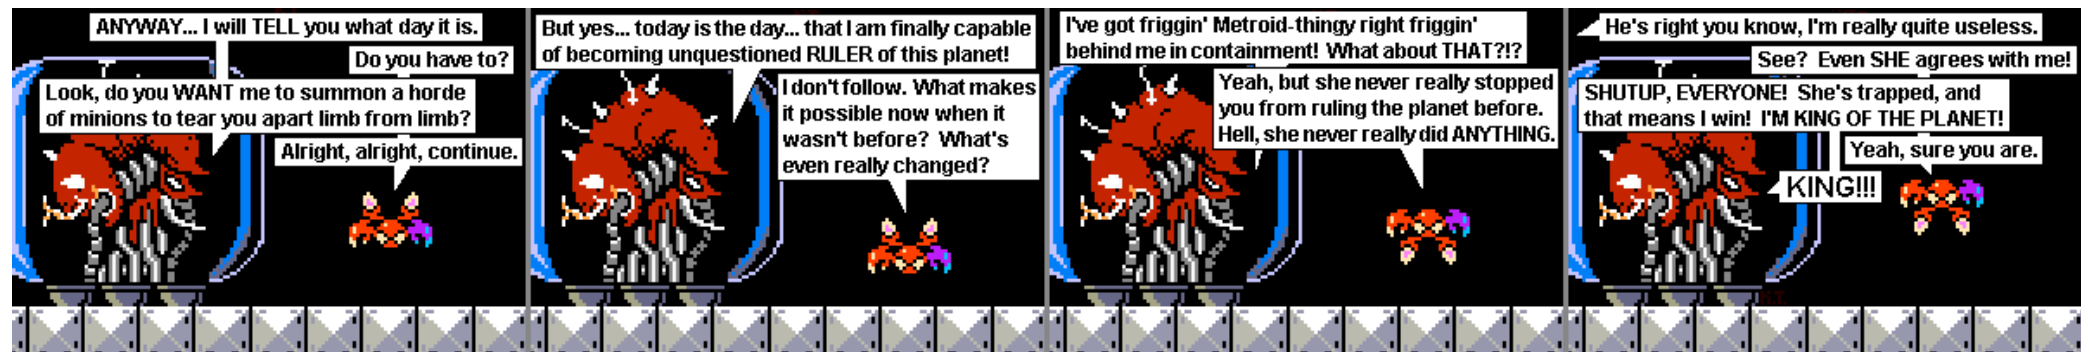 ANYWAY... I will TELL you what day it is.
Do you have to?
Look, do you WANT me to summon a horde
of minions to tear you apart limb from limb?
Alright, alright, continue.
But yes... today is the day... that I am finally capable
of becoming unquestioned RULER of this planet!
I don't follow. What makes
it possible now when it
wasn't before? What's
even really changed?
I've got friggin' Metroid-thingy right friggin'
behind me in containment! What about THAT?!?
Yeah, but she never really stopped
you from ruling the planet before.
Hell, she never really did ANYTHING.
He's right you know, I'm really quite useless.
See? Even SHE agrees with me!
SHUTUP, EVERYONE! She's trapped, and
that means I win! I'M KING OF THE PLANET!
Yeah, sure you are.
KING!!!